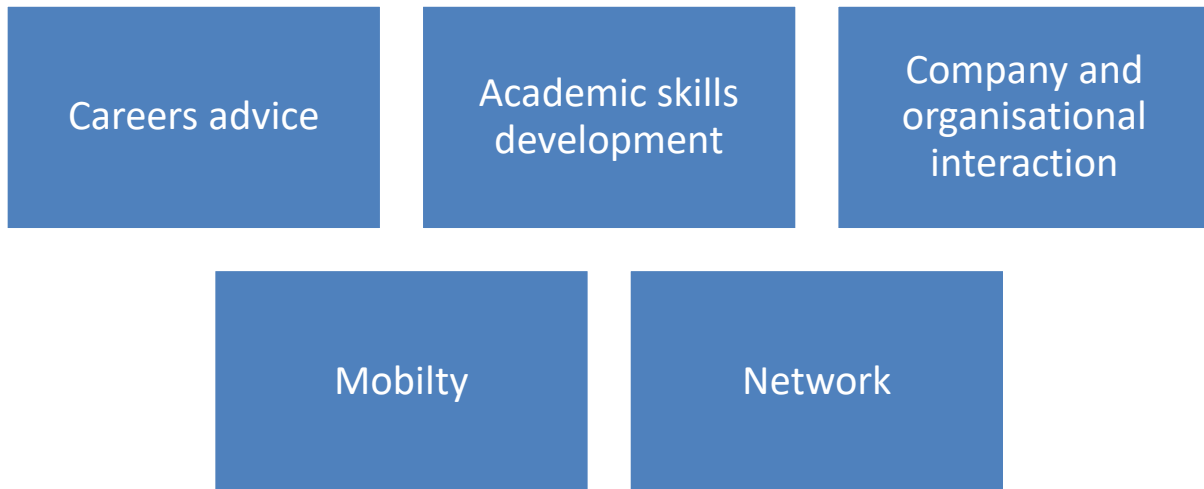 Careers advice
Academic skills
development
Company and
organisational
interaction
Mobilty
Network